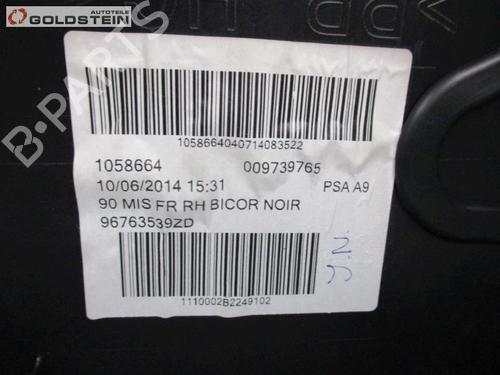 Autoteile
GOLDSTEIN
B-PARTS
1058664040714083522
1058664 009739765
10/06/2014 15:31 PSA A9
90 MIS FR RH BICOR NOIR
96763539ZD
1110002B2249102